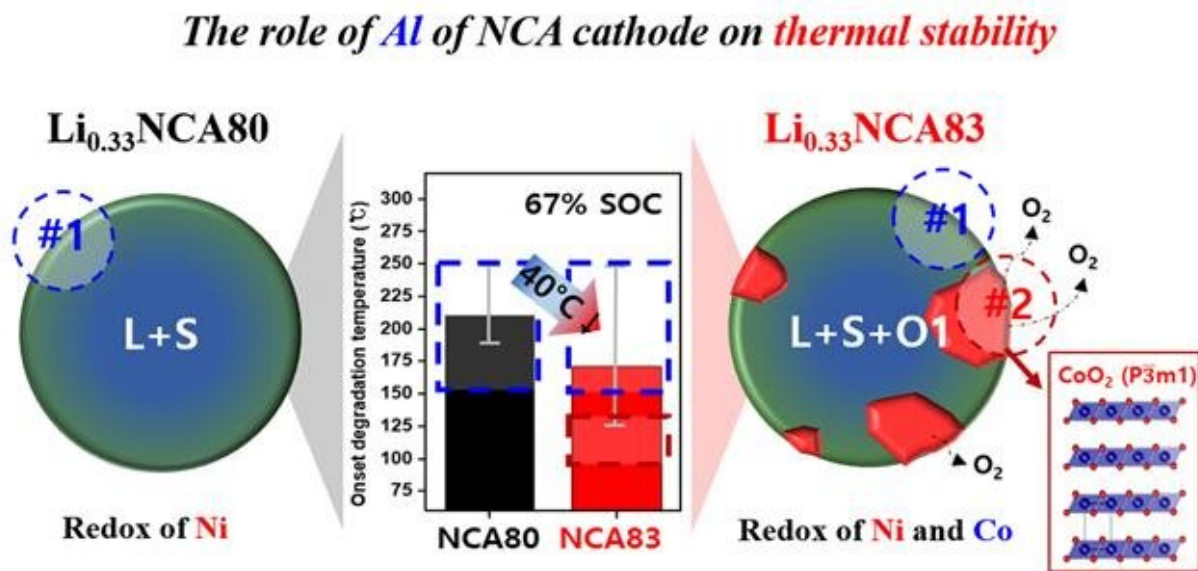 The role of Al of NCA cathode on thermal stability
Li0.33NCA80
#1
L+S
Redox of Ni
Onset degradation temperature (℃)
300
275
250
225
200
175
150
125
100
75
67% SOC
40°C
NCA80
NCA83
Li0.33NCA83
#1
O2
O2
#2
L+S+O1
O2
CoO2 (P3̅m1)
Redox of Ni and Co